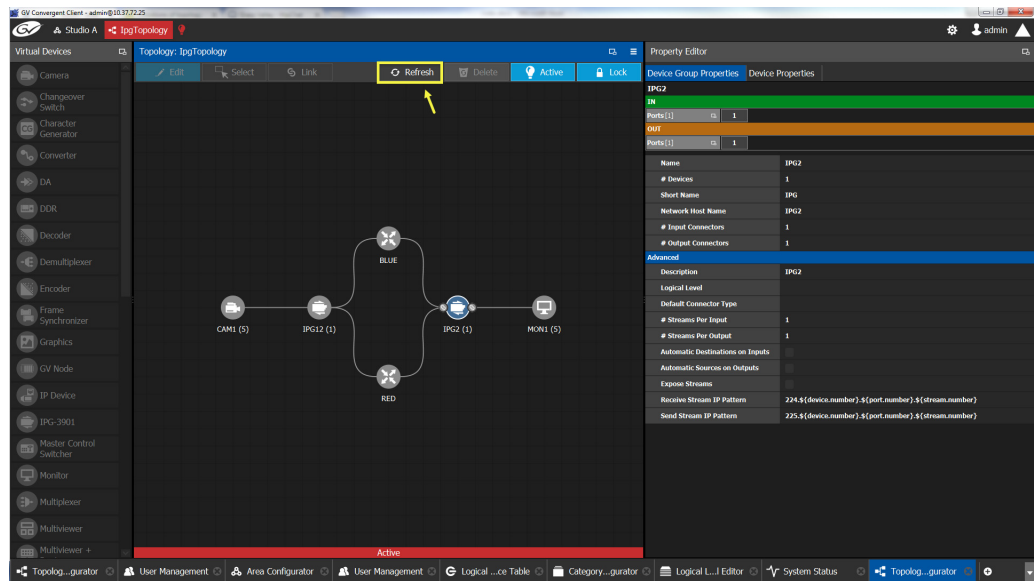 GV Convergent Client - admin@10.37.72.25
GV
Studio A
IpgTopology
admin
Virtual Devices
Camera
Changeover
Switch
Character
Generator
Converter
DA
DDR
Decoder
Demultiplexer
Encoder
Frame
Synchronizer
Graphics
GV Node
IP Device
IPG-3901
Master Control
Switcher
Monitor
Multiplexer
Multiviewer
Multiviewer +
Topology: IpgTopology
Edit
Select
Link
Refresh
Delete
Active
Lock
BLUE
CAM1 (5)
IPG12 (1)
IPG2 (1)
MON1 (5)
RED
Active
Property Editor
Device Group Properties
Device Properties
IPG2
IN
Ports[1] 1
OUT
Ports[1] 1
Name IPG2
# Devices 1
Short Name IPG
Network Host Name IPG2
# Input Connectors 1
# Output Connectors 1
Advanced
Description IPG2
Logical Level
Default Connector Type
# Streams Per Input 1
# Streams Per Output 1
Automatic Destinations on Inputs
Automatic Sources on Outputs
Expose Streams
Receive Stream IP Pattern 224.${device.number}.${port.number}.${stream.number}
Send Stream IP Pattern 225.${device.number}.${port.number}.${stream.number}
Topolog...gurator
User Management
Area Configurator
User Management
Logical ...ce Table
Category...gurator
Logical L...l Editor
System Status
Topolog...gurator